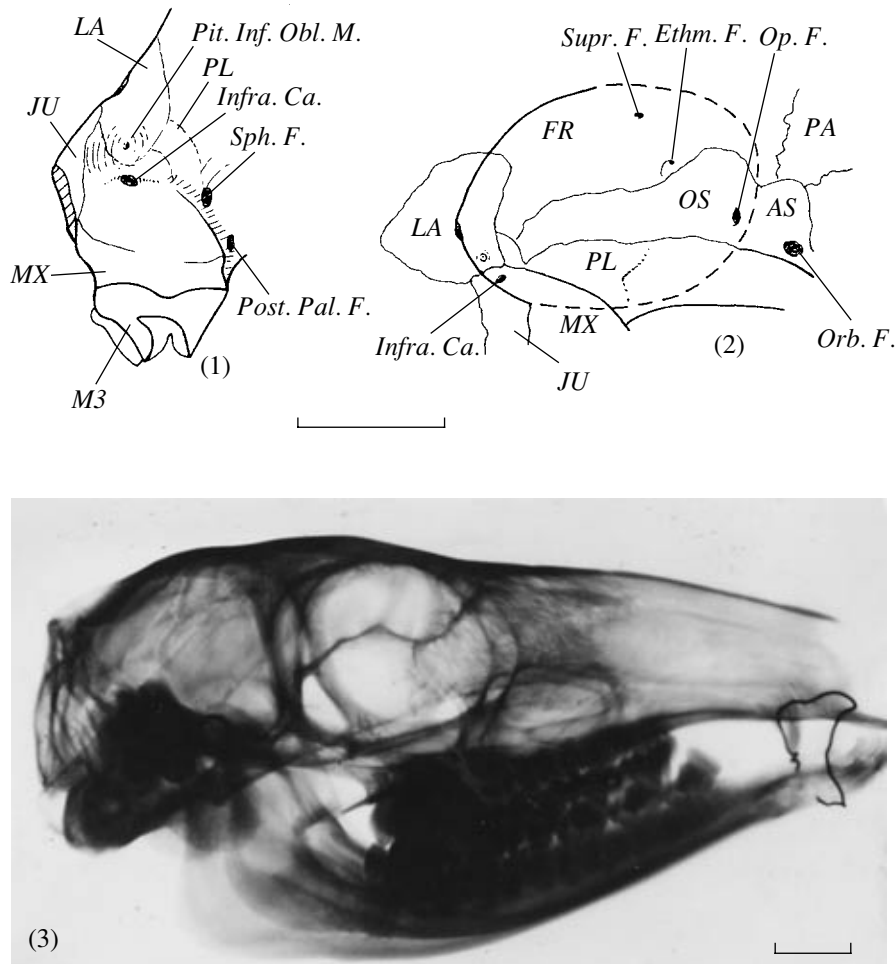 LA
Pit. Inf. Obl. M.
PL
JU
Infra. Ca.
Sph. F.
MX
Post. Pal. F.
(1)
M3
Supr. F.
Ethm. F.
Op. F.
FR
PA
OS
AS
LA
PL
MX
Infra. Ca.
(2)
Orb. F.
JU
(3)